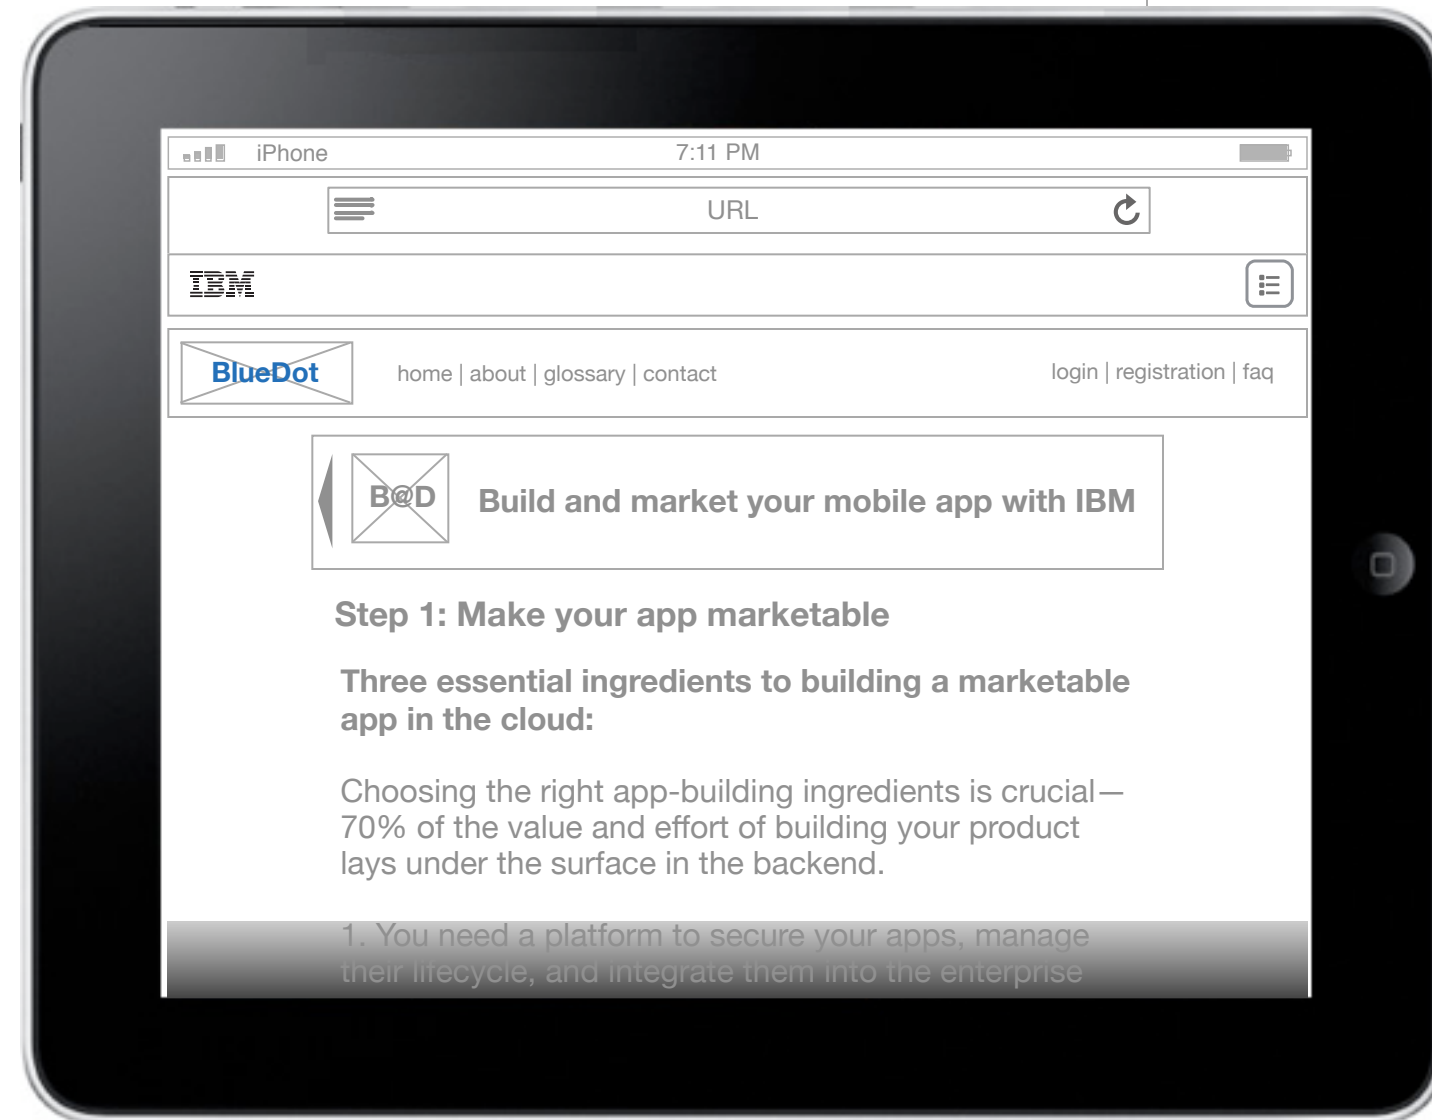 iPhone 7:11 PM
URL
IBM
BlueDot home | about | glossary | contact login | registration | faq
B@D Build and market your mobile app with IBM
Step 1: Make your app marketable
Three essential ingredients to building a marketable
app in the cloud:
Choosing the right app-building ingredients is crucial—
70% of the value and effort of building your product
lays under the surface in the backend.
1. You need a platform to secure your apps, manage
their lifecycle, and integrate them into the enterprise